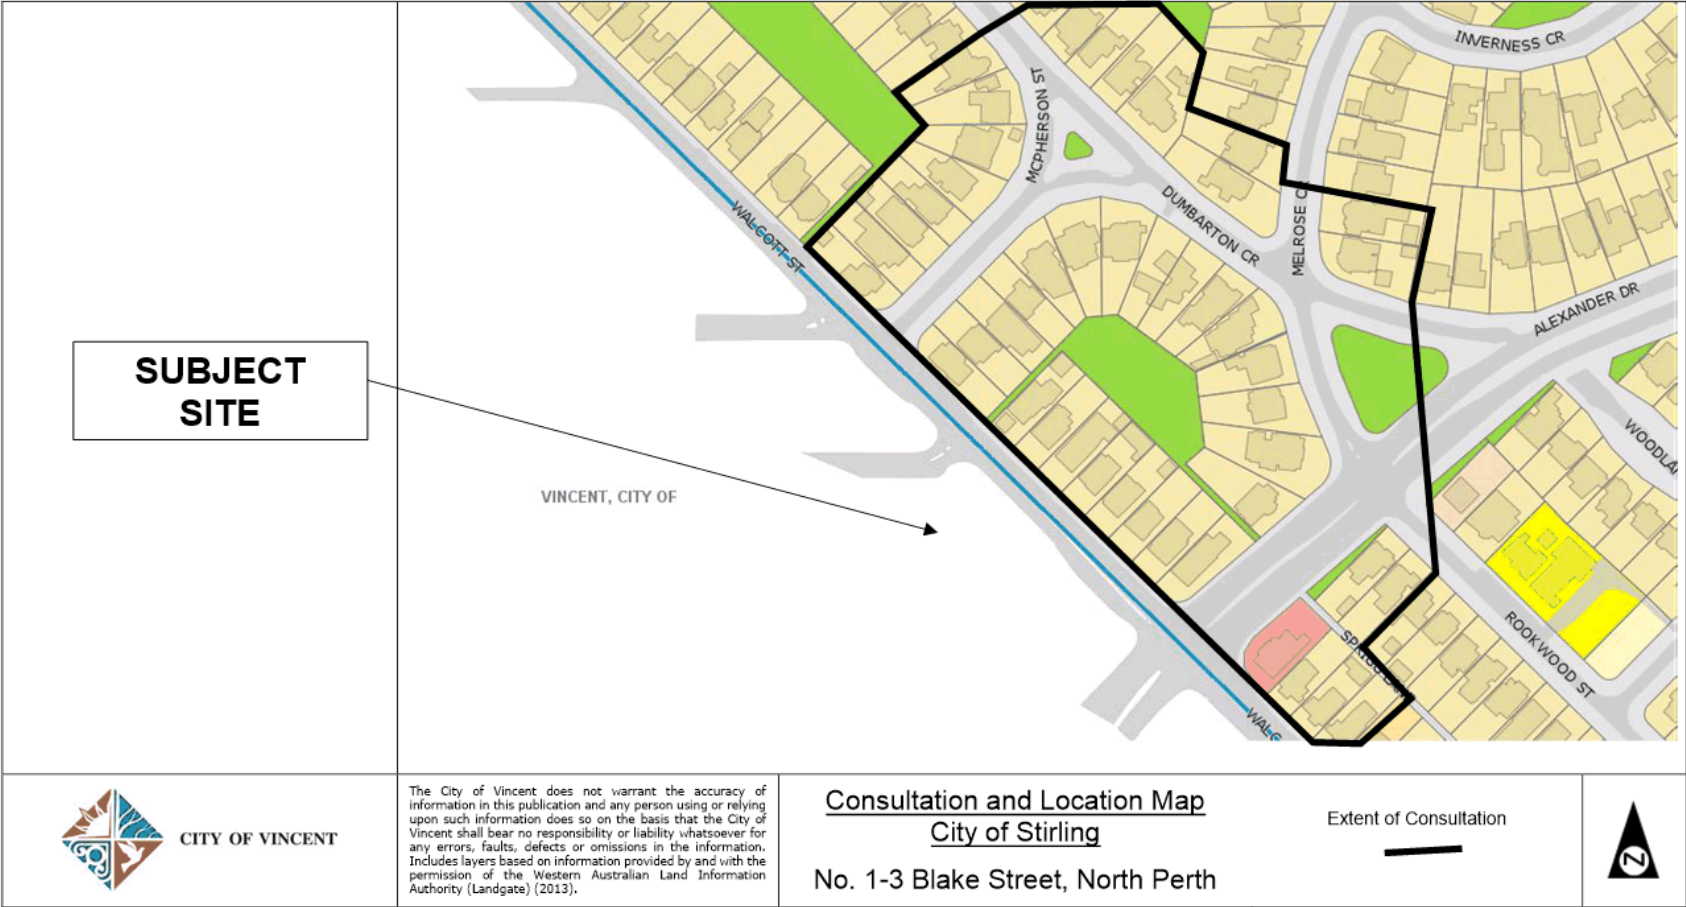 INVERNESS CR
MCPHERSON ST
DUMBARTON CR
WALCOTT ST
MELROSE CR
ALEXANDER DR
SUBJECT
SITE
VINCENT, CITY OF
WOODLA
ROOKWOOD ST
WALC
CITY OF VINCENT
The City of Vincent does not warrant the accuracy of
information in this publication and any person using or relying
upon such information does so on the basis that the City of
Vincent shall bear no responsibility or liability whatsoever for
any errors, faults, defects or omissions in the information.
Includes layers based on information provided by and with the
permission of the Western Australian Land Information
Authority (Landgate) (2013).
Consultation and Location Map
City of Stirling
No. 1-3 Blake Street, North Perth
Extent of Consultation
N